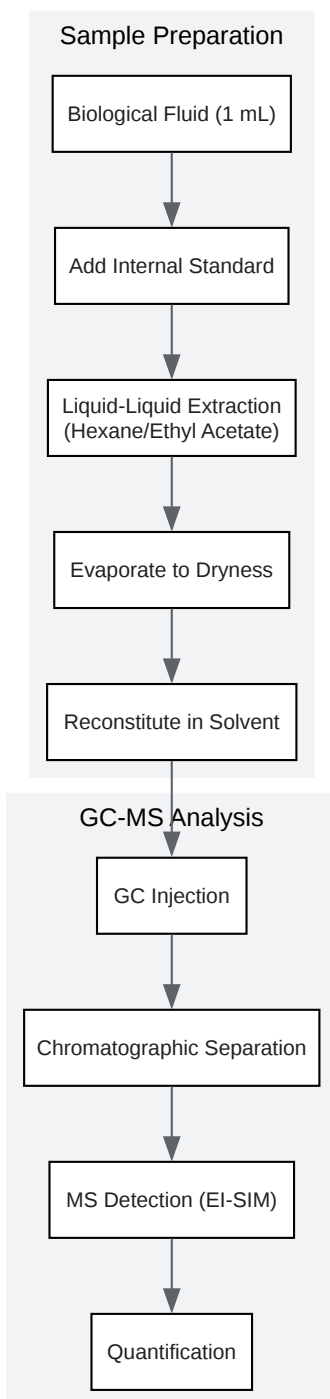 Sample Preparation
Biological Fluid (1 mL)
Add Internal Standard
Liquid-Liquid Extraction
(Hexane/Ethyl Acetate)
Evaporate to Dryness
Reconstitute in Solvent
GC-MS Analysis
GC Injection
Chromatographic Separation
MS Detection (EI-SIM)
Quantification